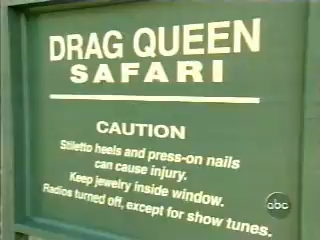 DRAG QUEEN
SAFARI
CAUTION
Stiletto heels and press-on nails
can cause injury.
Keep jewelry inside window.
Radios turned off, except for show tunes.
abc